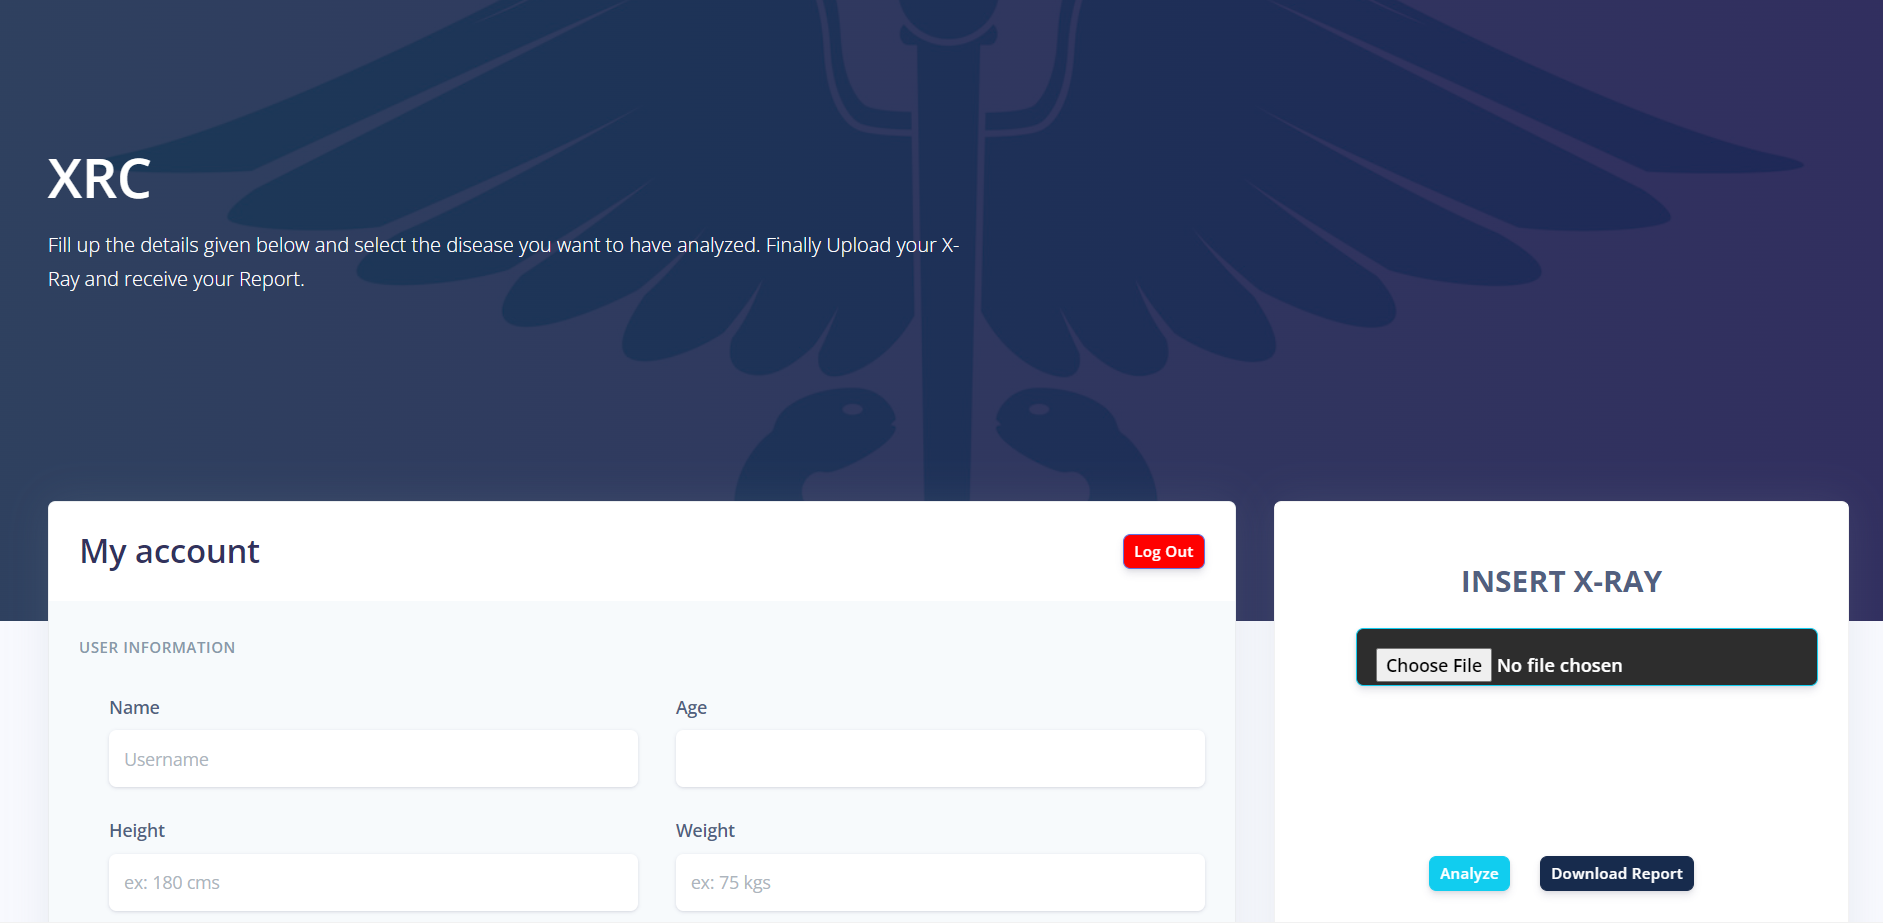 XRC
Fill up the details given below and select the disease you want to have analyzed. Finally Upload your X-
Ray and receive your Report.
My account
Log Out
USER INFORMATION
Name
Username
Age
Height
ex: 180 cms
Weight
ex: 75 kgs
INSERT X-RAY
Choose File No file chosen
Analyze
Download Report